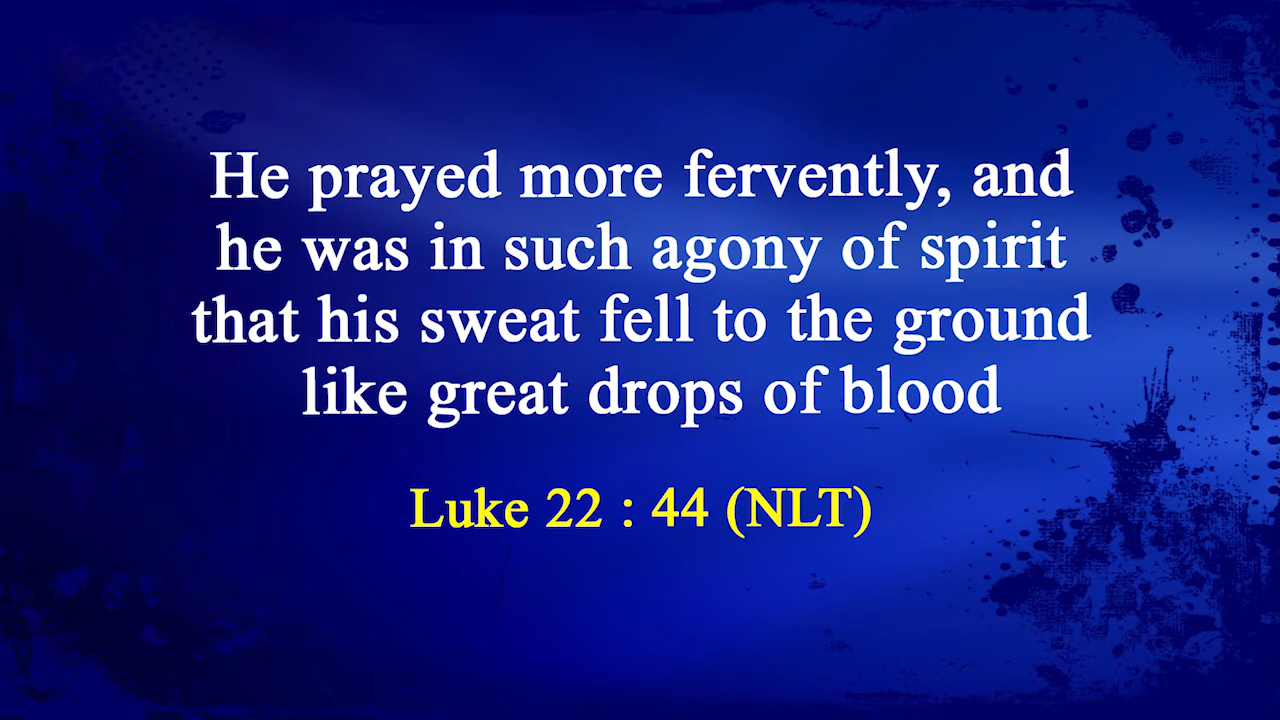 He prayed more fervently, and
he was in such agony of spirit
that his sweat fell to the ground
like great drops of blood
Luke 22 : 44 (NLT)